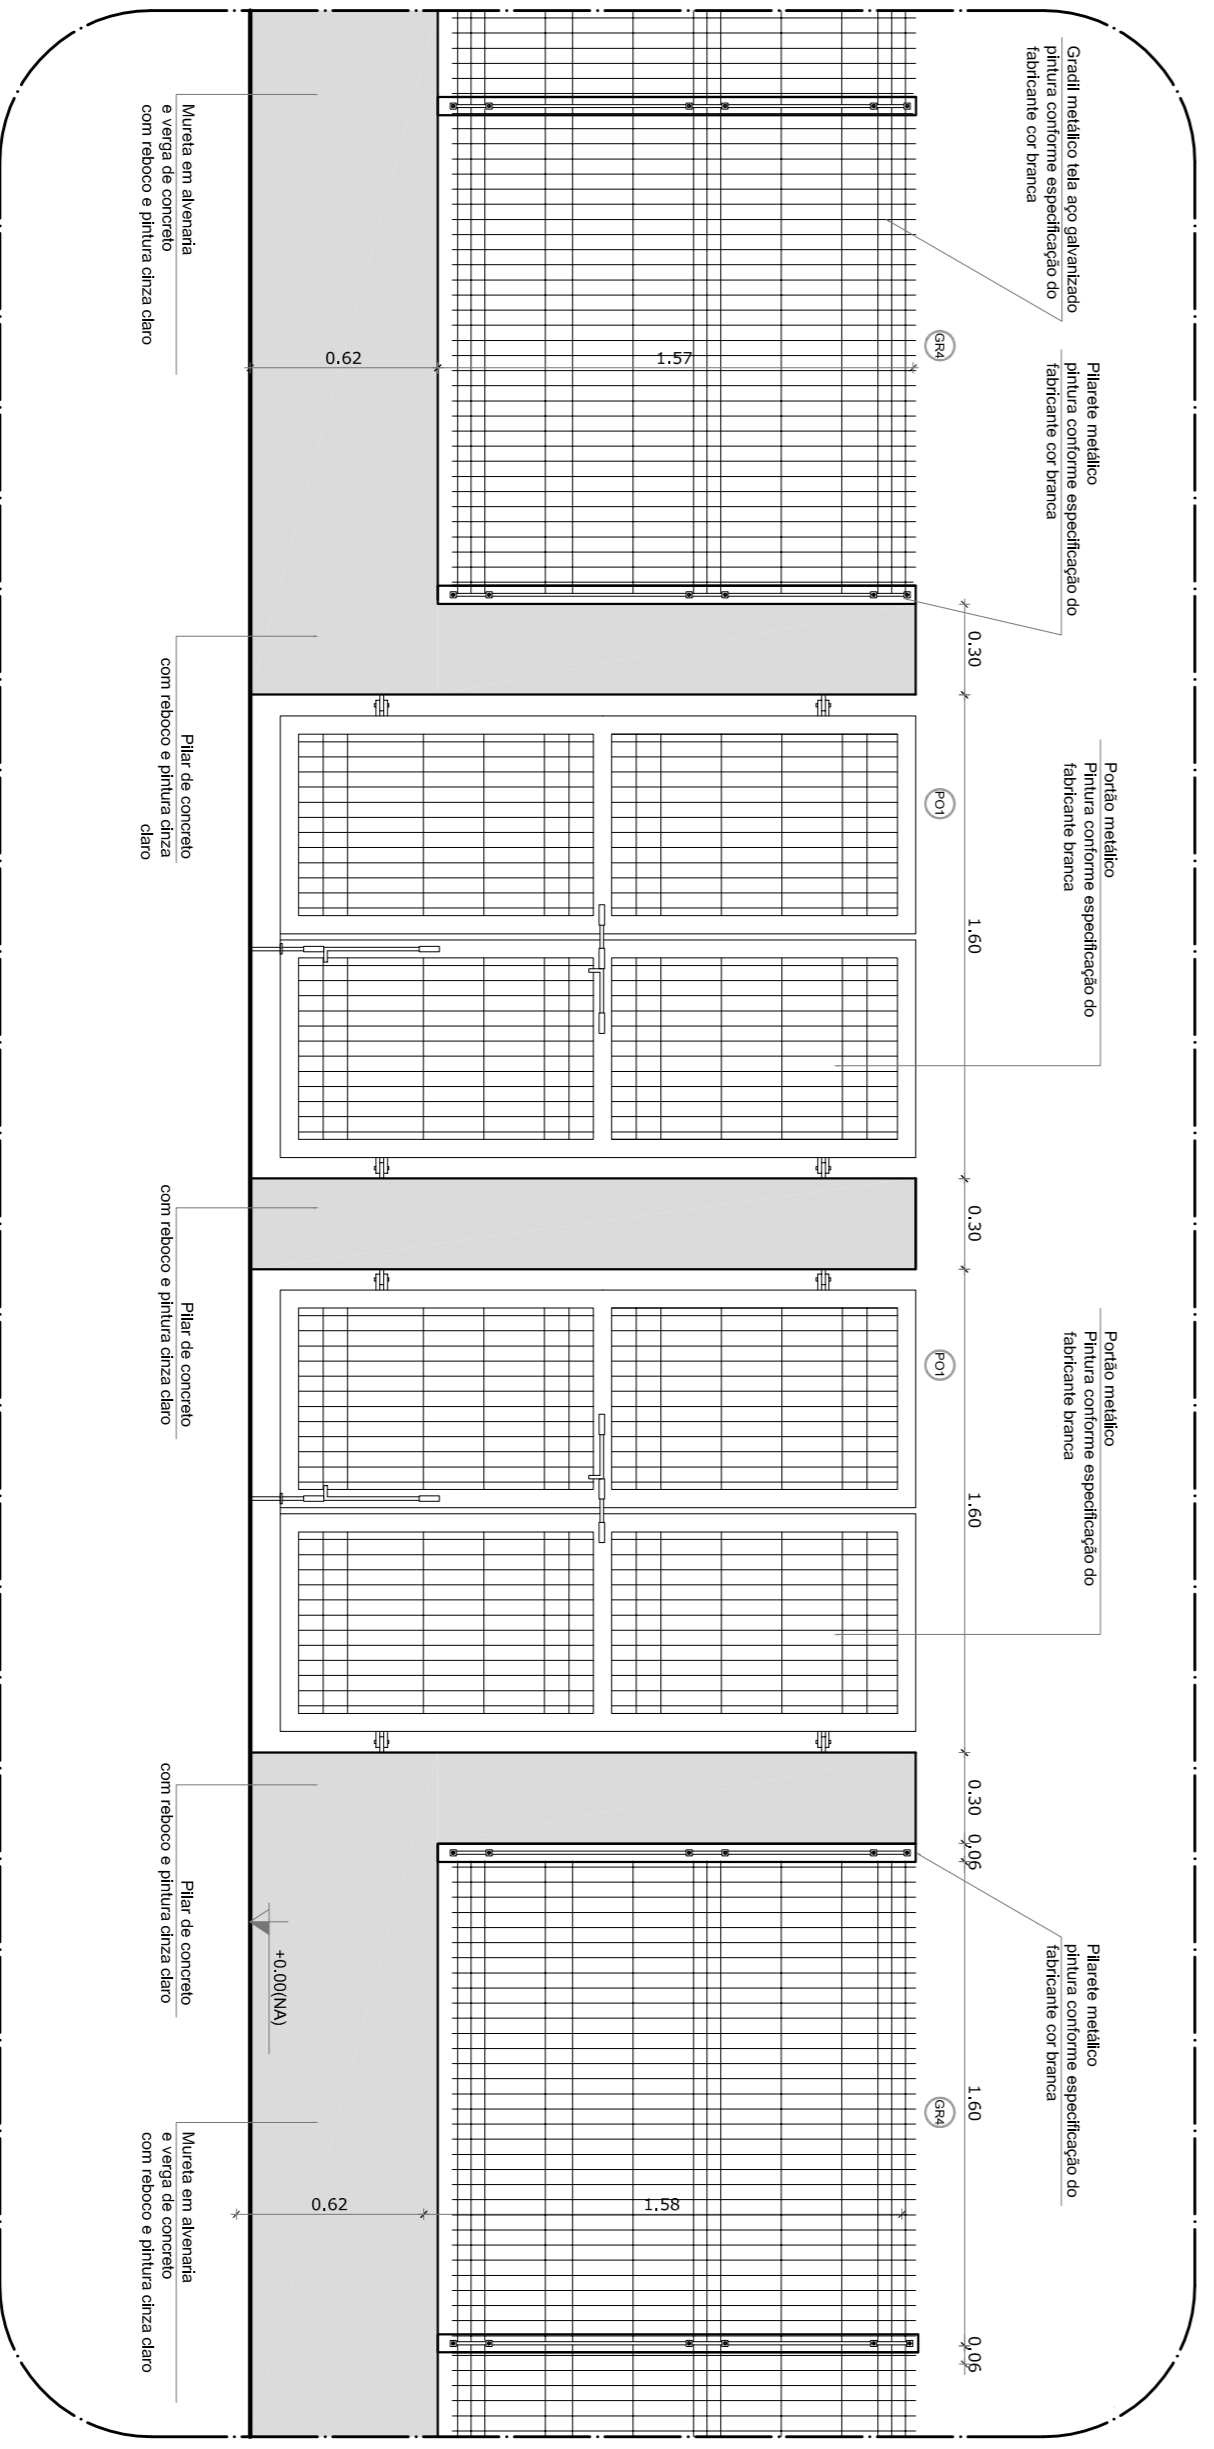 Gradil metálico tela aço galvanizado
pintura conforme especificação do
fabricante cor branca
Pilarete metálico
pintura conforme especificação do
fabricante cor branca
Portão metálico
Pintura conforme especificação do
fabricante branca
Portão metálico
Pintura conforme especificação do
fabricante branca
Pilarete metálico
pintura conforme especificação do
fabricante cor branca
0.30
1.60
0.30
1.60
0.30
0.06
1.60
0.06
GR4
PO1
PO1
GR4
1.57
0.62
1.58
0.62
+0.00(NA)
Mureta em alvenaria
e verga de concreto
com reboco e pintura cinza claro
Pilar de concreto
com reboco e pintura cinza
claro
Pilar de concreto
com reboco e pintura cinza claro
Pilar de concreto
com reboco e pintura cinza claro
Mureta em alvenaria
e verga de concreto
com reboco e pintura cinza claro